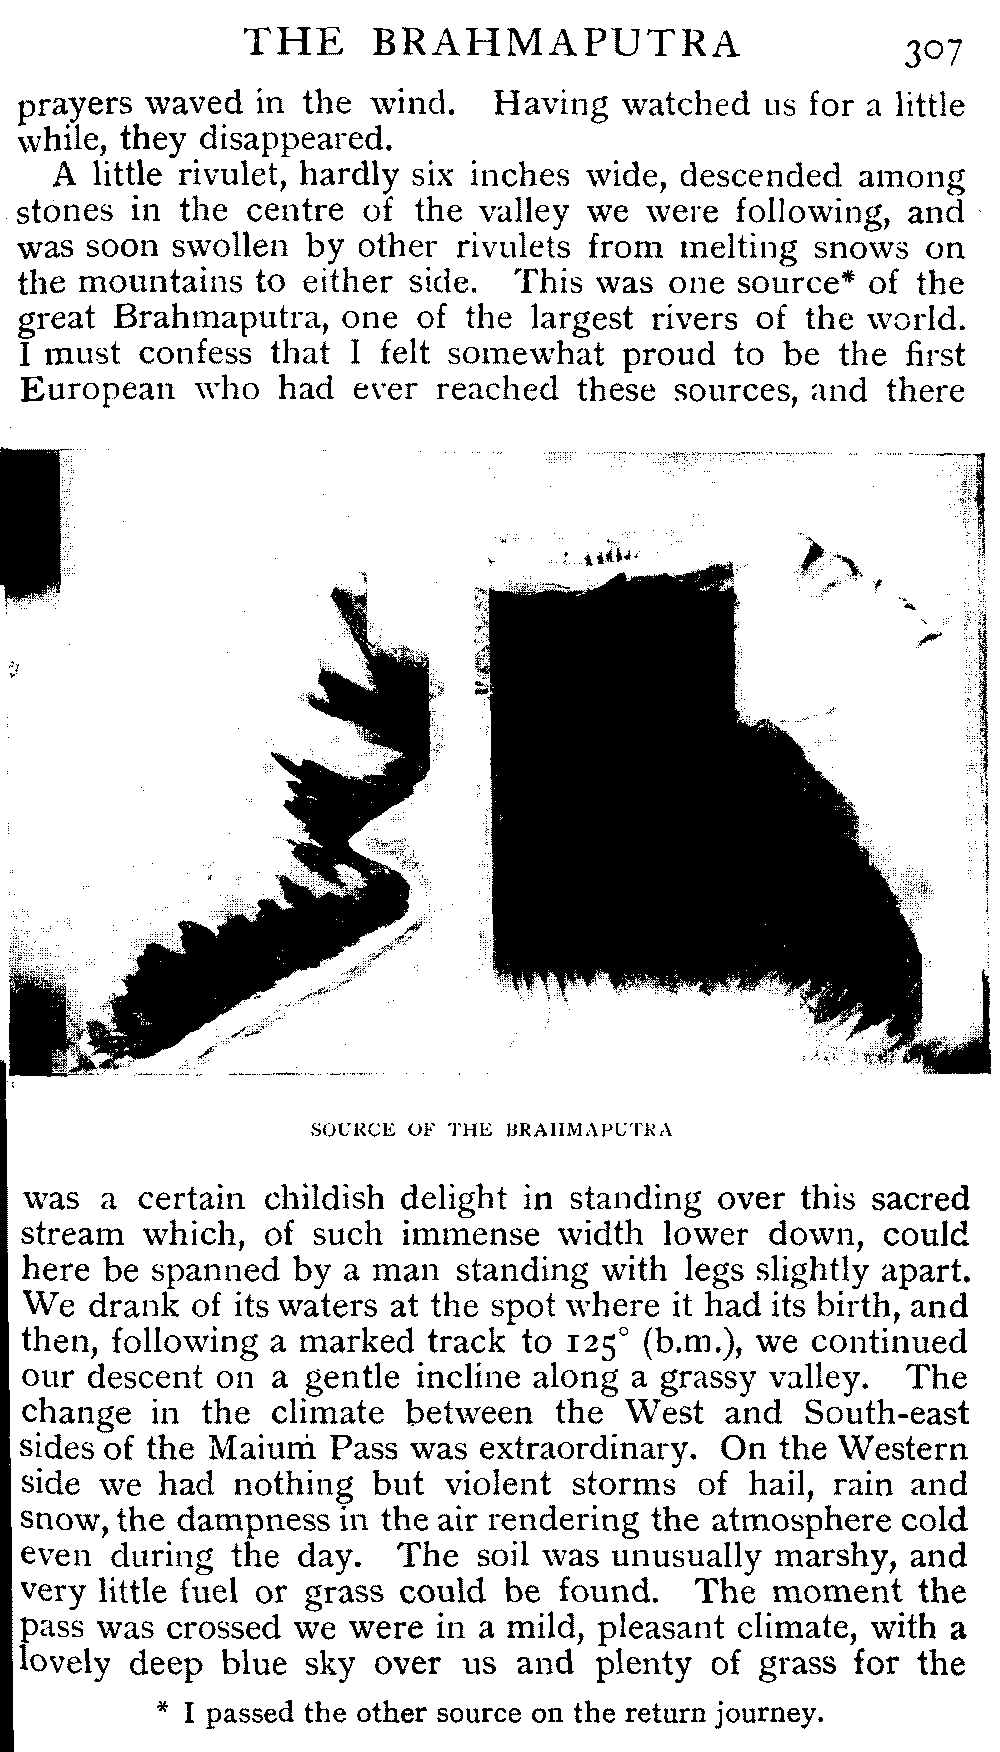 THE BRAHMAPUTRA 307
prayers waved in the wind. Having watched us for a little
while, they disappeared.
A little rivulet, hardly six inches wide, descended among
stones in the centre of the valley we were following, and
was soon swollen by other rivulets from melting snows on
the mountains to either side. This was one source* of the
great Brahmaputra, one of the largest rivers of the world.
I must confess that I felt somewhat proud to be the first
European who had ever reached these sources, and there
SOURCE OF THE BRAHMAPUTRA
was a certain childish delight in standing over this sacred
stream which, of such immense width lower down, could
here be spanned by a man standing with legs slightly apart.
We drank of its waters at the spot where it had its birth, and
then, following a marked track to 125° (b.m.), we continued
our descent on a gentle incline along a grassy valley. The
change in the climate between the West and South-east
sides of the Maium Pass was extraordinary. On the Western
side we had nothing but violent storms of hail, rain and
snow, the dampness in the air rendering the atmosphere cold
even during the day. The soil was unusually marshy, and
very little fuel or grass could be found. The moment the
pass was crossed we were in a mild, pleasant climate, with a
lovely deep blue sky over us and plenty of grass for the
* I passed the other source on the return journey.